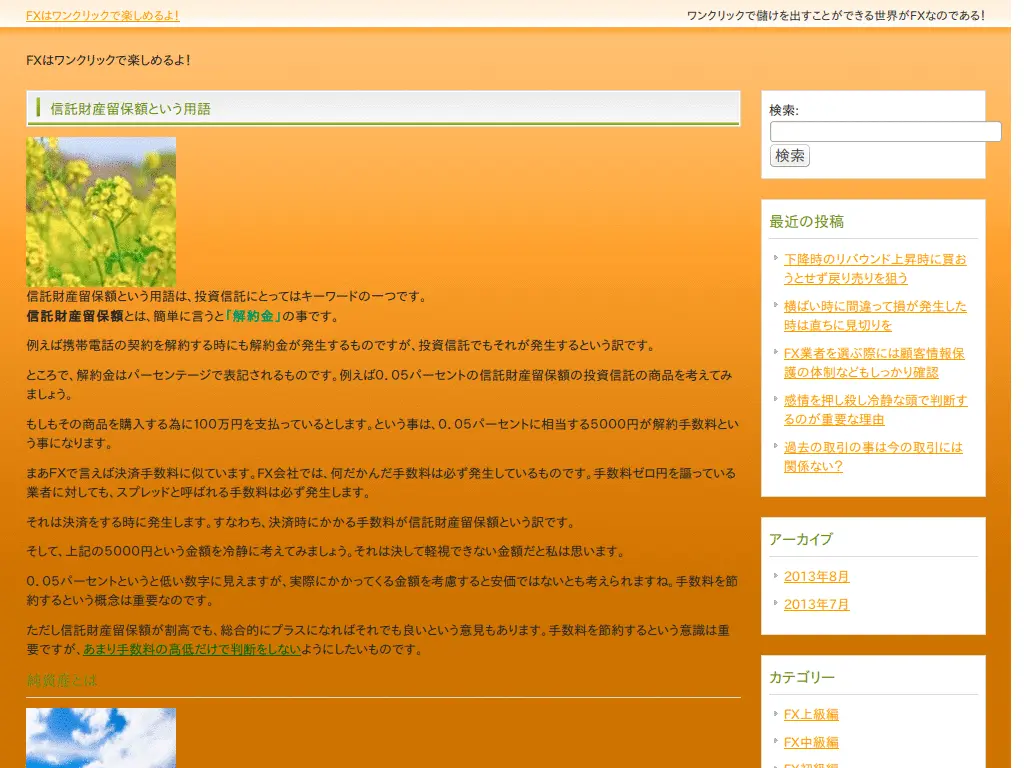 FXはワンクリックで楽しめるよ！
ワンクリックで儲けを出すことができる世界がFXなのである！
FXはワンクリックで楽しめるよ！
信託財産留保額という用語
信託財産留保額という用語は、投資信託にとってはキーワードの一つです。
信託財産留保額とは、簡単に言うと「解約金」の事です。
例えば携帯電話の契約を解約する時にも解約金が発生するものですが、投資信託でもそれが発生するという訳です。
ところで、解約金はパーセンテージで表記されるものです。例えば0．05パーセントの信託財産留保額の投資信託の商品を考えてみ
ましょう。
もしもその商品を購入する為に100万円を支払っているとします。という事は、0．05パーセントに相当する5000円が解約手数料とい
う事になります。
まあFXで言えば決済手数料に似ています。FX会社では、何だかんだ手数料は必ず発生しているものです。手数料ゼロ円を謳っている
業者に対しても、スプレッドと呼ばれる手数料は必ず発生します。
それは決済をする時に発生します。すなわち、決済時にかかる手数料が信託財産留保額という訳です。
そして、上記の5000円という金額を冷静に考えてみましょう。それは決して軽視できない金額だと私は思います。
0．05パーセントというと低い数字に見えますが、実際にかかってくる金額を考慮すると安価ではないとも考えられますね。手数料を節
約するという概念は重要なのです。
ただし信託財産留保額が割高でも、総合的にプラスになればそれでも良いという意見もあります。手数料を節約するという意識は重
要ですが、あまり手数料の高低だけで判断をしないようにしたいものです。
純資産とは
検索:
検索
最近の投稿
下降時のリバウンド上昇時に買お
うとせず戻り売りを狙う
横ばい時に間違って損が発生した
時は直ちに見切りを
FX業者を選ぶ際には顧客情報保
護の体制などもしっかり確認
感情を押し殺し冷静な頭で判断す
るのが重要な理由
過去の取引の事は今の取引には
関係ない？
アーカイブ
2013年8月
2013年7月
カテゴリー
FX上級編
FX中級編
FX初級編